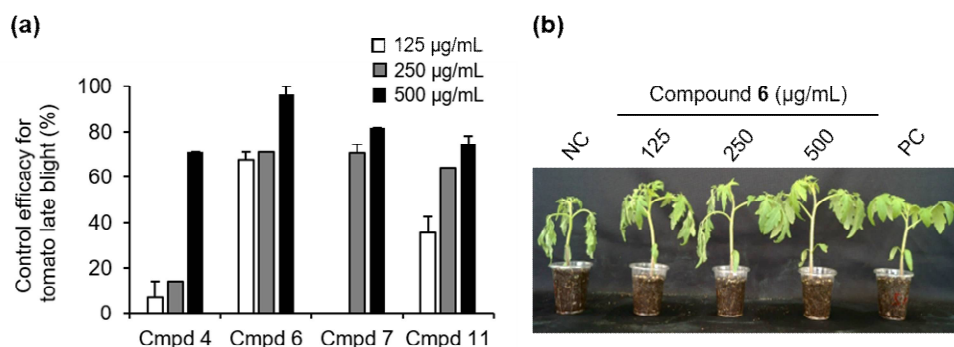 (a)
125 µg/mL
250 µg/mL
500 µg/mL
Control efficacy for
tomato late blight (%)
100
80
60
40
20
0
Cmpd 4 Cmpd 6 Cmpd 7 Cmpd 11
(b)
Compound 6 (µg/mL)
NC 125 250 500 PC